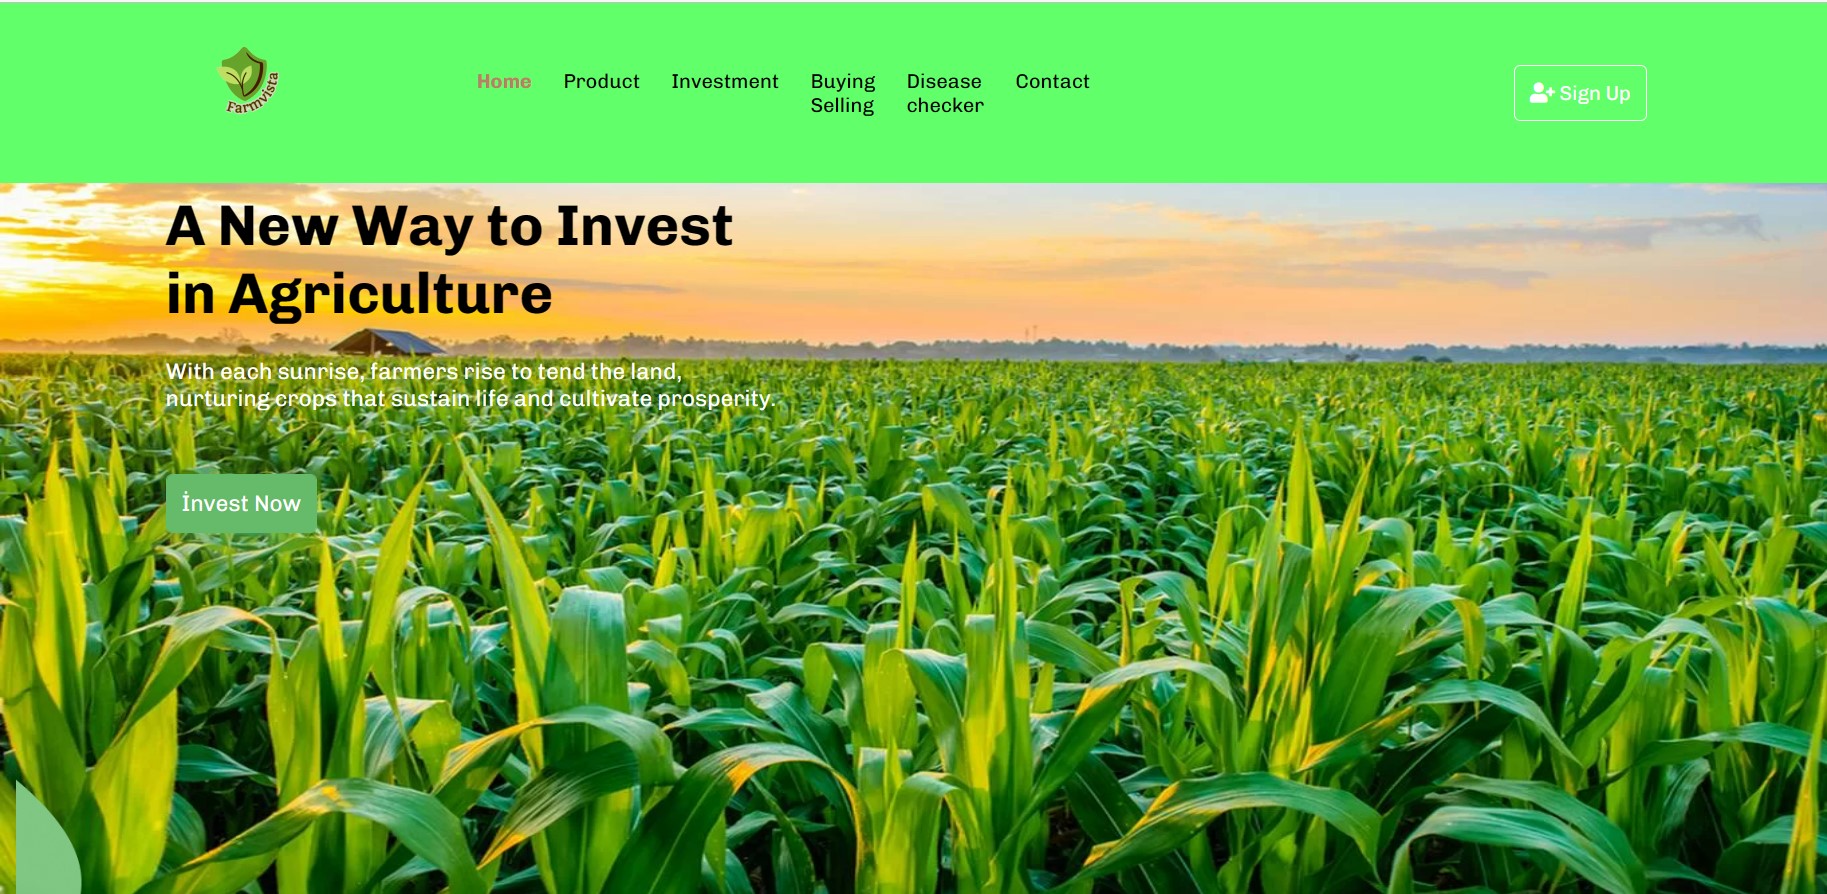 Farmvista
Home Product Investment Buying Disease Contact
Selling checker
Sign Up
A New Way to Invest
in Agriculture
With each sunrise, farmers rise to tend the land,
nurturing crops that sustain life and cultivate prosperity.
İnvest Now